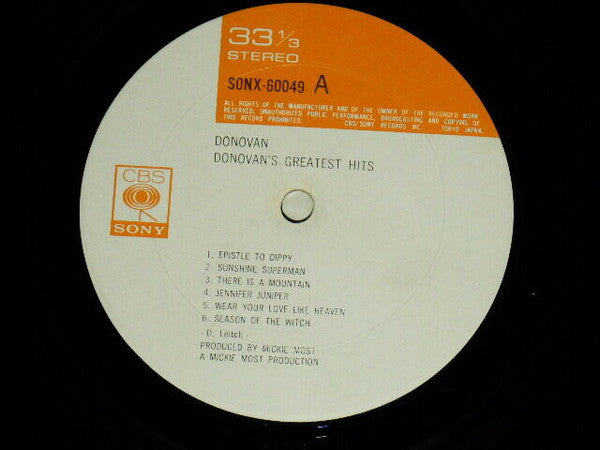 33 1/3
STEREO
SONX-60049 A
ALL RIGHTS OF THE MANUFACTURER AND OF THE OWNER OF THE RECORDED WORK
RESERVED. UNAUTHORIZED PUBLIC PERFORMANCE, BROADCASTING AND COPYING OF
THIS RECORD PROHIBITED. CBS/SONY RECORDS INC. TOKYO JAPAN.
DONOVAN
DONOVAN'S GREATEST HITS
CBS
SONY
1. EPISTLE TO DIPPY
2. SUNSHINE SUPERMAN
3. THERE IS A MOUNTAIN
4. JENNIFER JUNIPER
5. WEAR YOUR LOVE LIKE HEAVEN
6. SEASON OF THE WITCH
- D. Leitch -
PRODUCED BY MICKIE MOST
A MICKIE MOST PRODUCTION